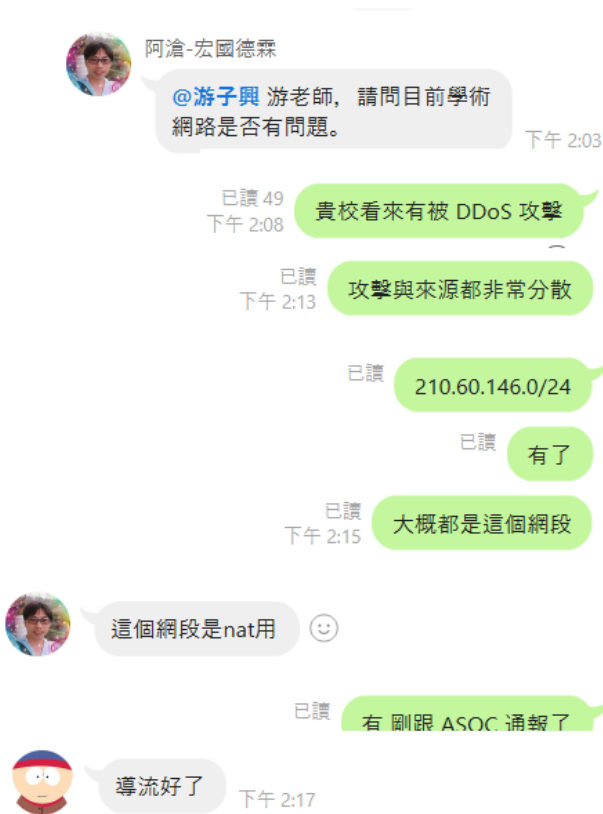 阿滄-宏國德霖
@游子興 游老師，請問目前學術
網路是否有問題。
下午 2:03
已讀 49
下午 2:08
貴校看來有被 DDoS 攻擊
已讀
下午 2:13
攻擊與來源都非常分散
已讀
210.60.146.0/24
已讀
有了
已讀
下午 2:15
大概都是這個網段
這個網段是nat用
已讀
有 剛跟 ASOC 通報了
導流好了
下午 2:17